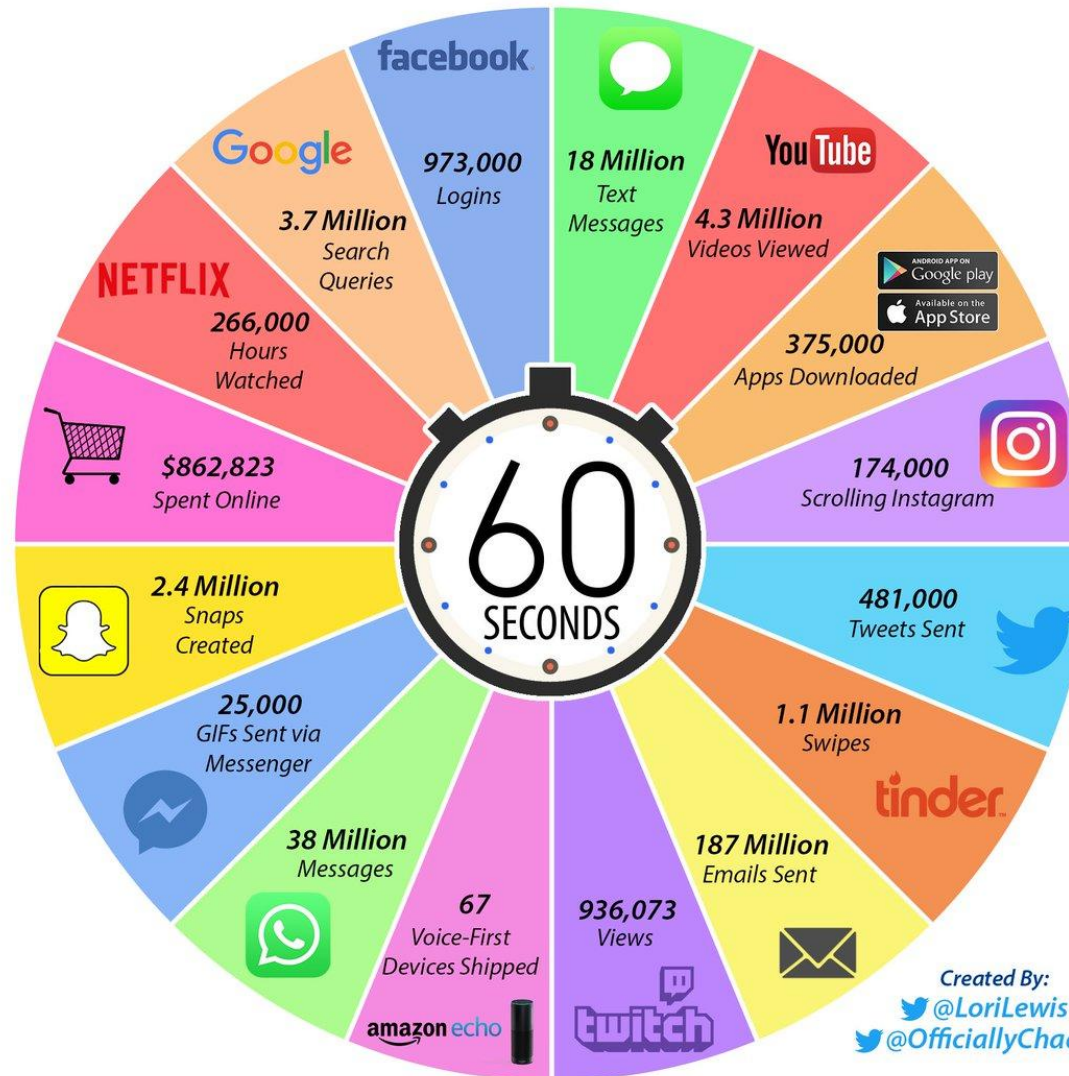 facebook
973,000
Logins
18 Million
Text
Messages
YouTube
4.3 Million
Videos Viewed
ANDROID APP ON
Google play
Available on the
App Store
375,000
Apps Downloaded
174,000
Scrolling Instagram
481,000
Tweets Sent
1.1 Million
Swipes
tinder
187 Million
Emails Sent
936,073
Views
twitch
67
Voice-First
Devices Shipped
amazon echo
38 Million
Messages
25,000
GIFs Sent via
Messenger
2.4 Million
Snaps
Created
$862,823
Spent Online
NETFLIX
266,000
Hours
Watched
Google
3.7 Million
Search
Queries
60
SECONDS
Created By:
@LoriLewis
@OfficiallyCha